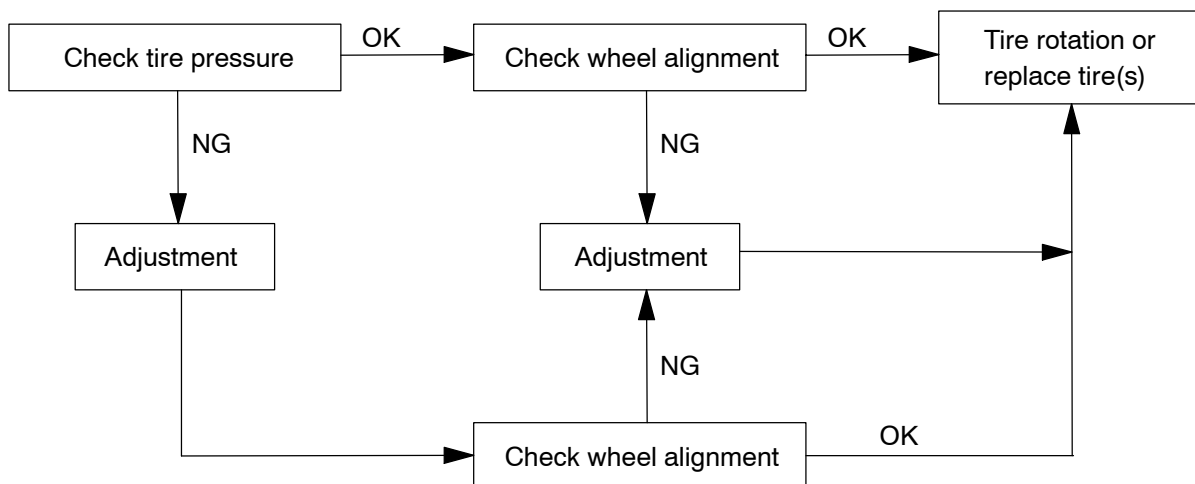 Check tire pressure
OK
Check wheel alignment
OK
Tire rotation or
replace tire(s)
NG
NG
Adjustment
Adjustment
NG
Check wheel alignment
OK